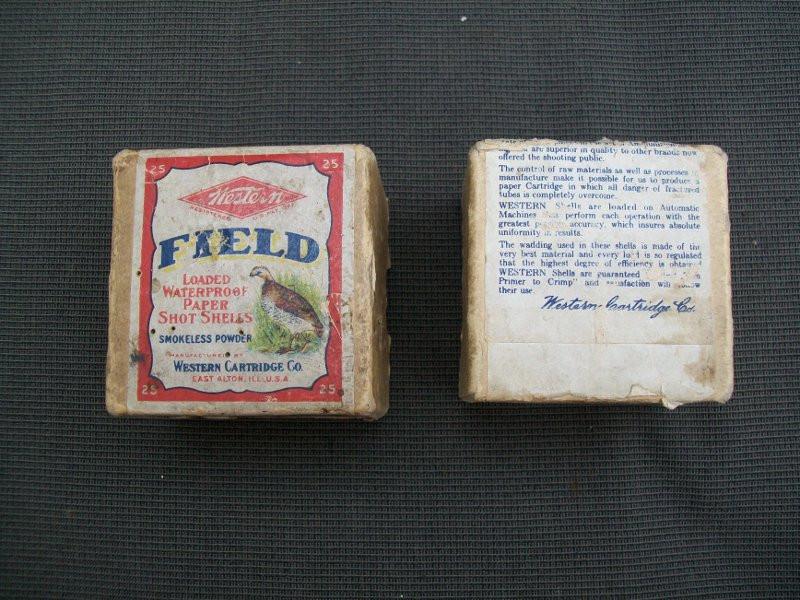 25 25
Western
FIELD
LOADED
WATERPROOF
PAPER
SHOT SHELLS
SMOKELESS POWDER
MANUFACTURED BY
WESTERN CARTRIDGE CO.
EAST ALTON, ILL. U.S.A.
25 25
are superior in quality to other brands now
offered the shooting public.
The control of raw materials as well as processes
manufacture make it possible for us to produce
paper Cartridge in which all danger of fractured
tubes is completely overcome.
WESTERN Shells are loaded on Automatic
Machines perform each operation with the
greatest accuracy, which insures absolute
uniformity results.
The wadding used in these shells is made of the
very best material and every load is so regulated
that the highest degree of efficiency is obtained
WESTERN Shells are guaranteed
Primer to Crimp" and satisfaction will
their use.
Western Cartridge Co.